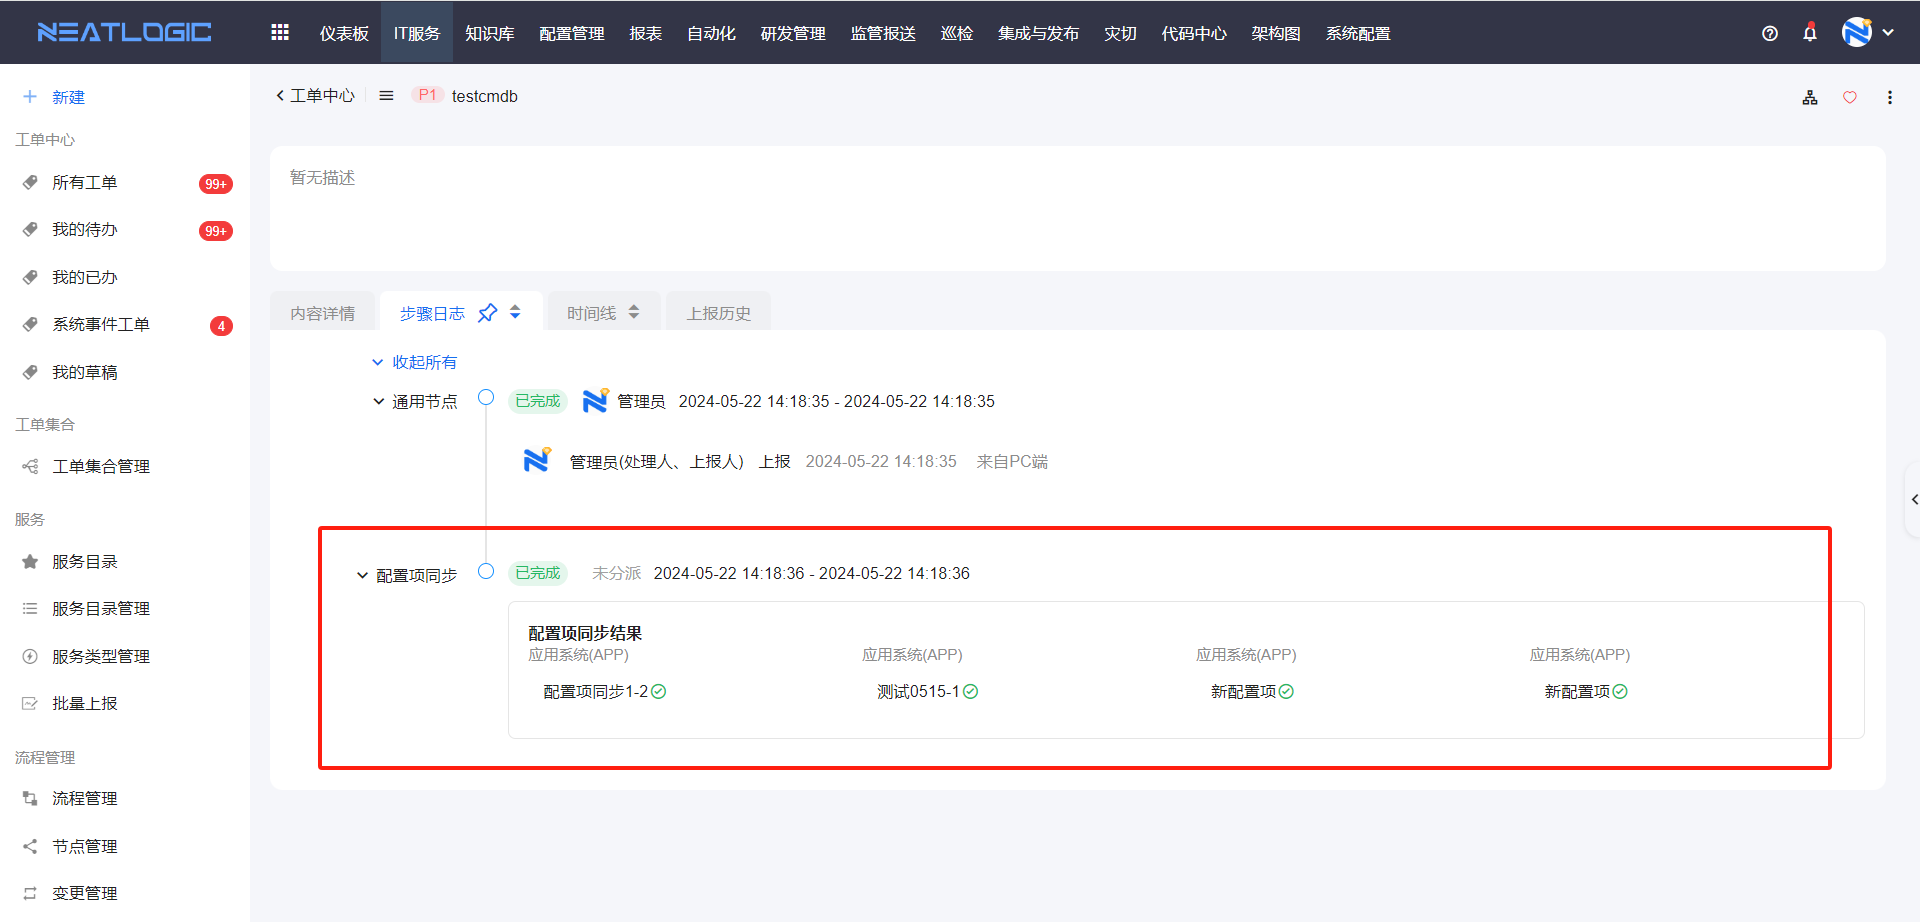 NEATLOGIC
仪表板 IT服务 知识库 配置管理 报表 自动化 研发管理 监管报送 巡检 集成与发布 灾切 代码中心 架构图 系统配置
新建
工单中心
所有工单 99+
我的待办 99+
我的已办
系统事件工单 4
我的草稿
工单集合
工单集合管理
服务
服务目录
服务目录管理
服务类型管理
批量上报
流程管理
流程管理
节点管理
变更管理
工单中心 P1 testcmdb
暂无描述
内容详情 步骤日志 时间线 上报历史
收起所有
通用节点 已完成 管理员 2024-05-22 14:18:35 - 2024-05-22 14:18:35
管理员(处理人、上报人) 上报 2024-05-22 14:18:35 来自PC端
配置项同步 已完成 未分派 2024-05-22 14:18:36 - 2024-05-22 14:18:36
配置项同步结果
应用系统(APP) 应用系统(APP) 应用系统(APP) 应用系统(APP)
配置项同步1-2 测试0515-1 新配置项 新配置项